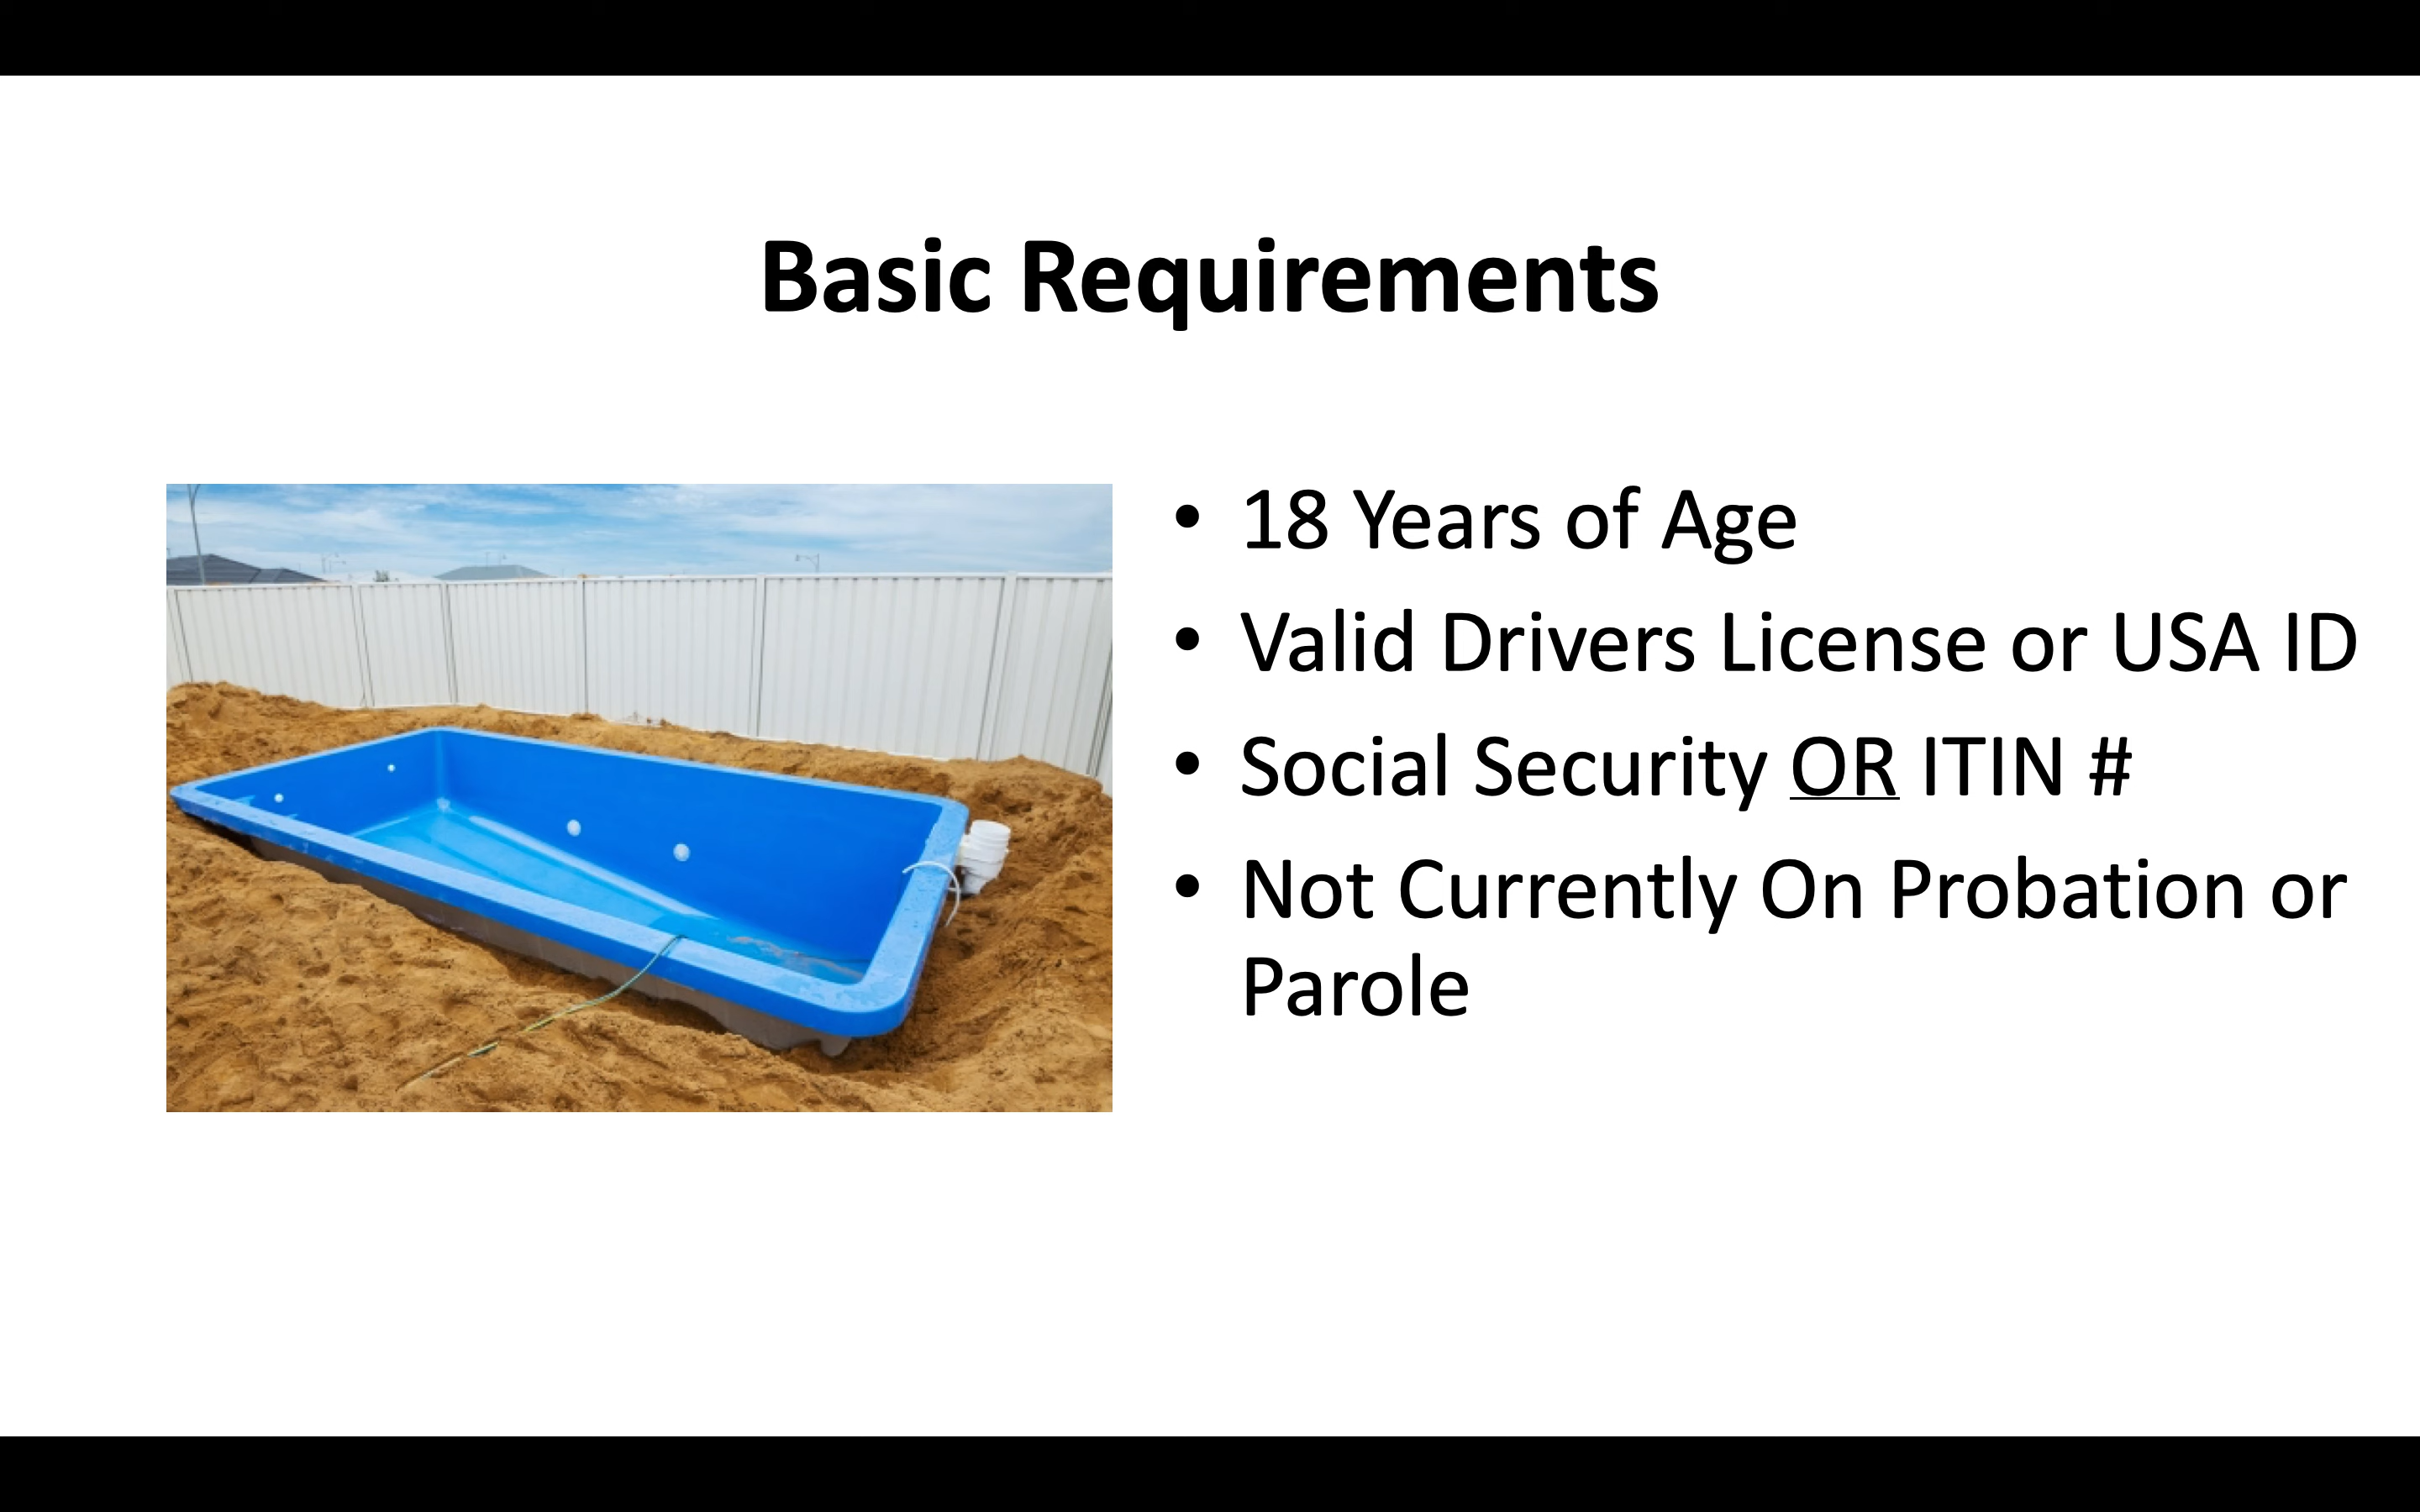 Basic Requirements
• 18 Years of Age
• Valid Drivers License or USA ID
• Social Security OR ITIN #
• Not Currently On Probation or
Parole